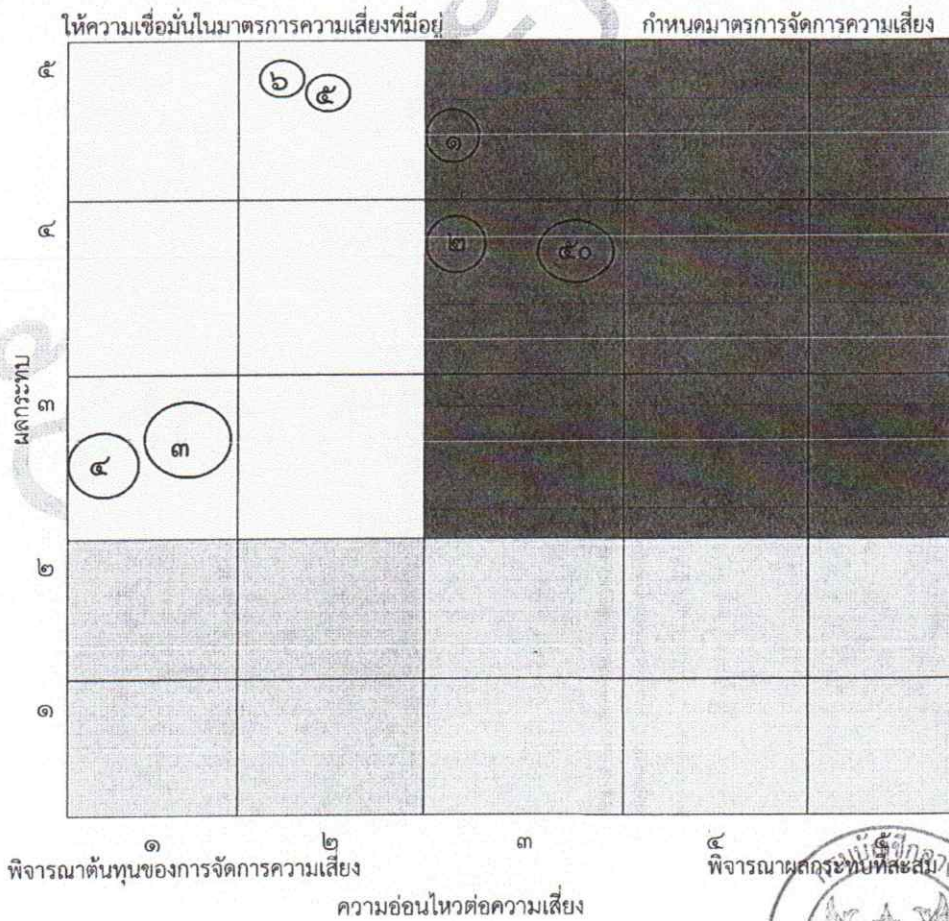 ให้ความเชื่อมั่นในมาตรการความเสี่ยงที่มีอยู่ กำหนดมาตรการจัดการความเสี่ยง
๕
๖ ๕
๑
๔
๒ ๕๐
ผลกระทบ
๓
๔ ๓
๒
๑
๑ ๒ ๓ ๔ ๕
พิจารณาต้นทุนของการจัดการความเสี่ยง พิจารณาผลกระทบที่สะสม
ความอ่อนไหวต่อความเสี่ยง